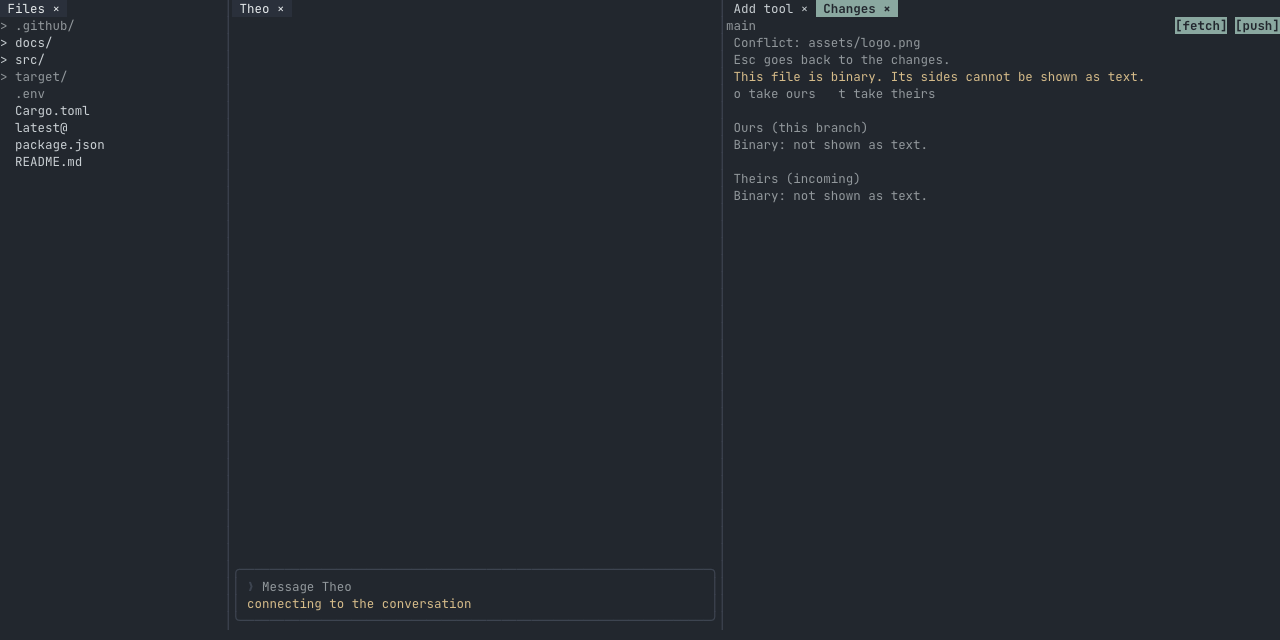 Files ×
> .github/
> docs/
> src/
> target/
.env
Cargo.toml
latest@
package.json
README.md
Theo ×
⟩ Message Theo
connecting to the conversation
Add tool × Changes ×
main [fetch] [push]
Conflict: assets/logo.png
Esc goes back to the changes.
This file is binary. Its sides cannot be shown as text.
o take ours t take theirs
Ours (this branch)
Binary: not shown as text.
Theirs (incoming)
Binary: not shown as text.